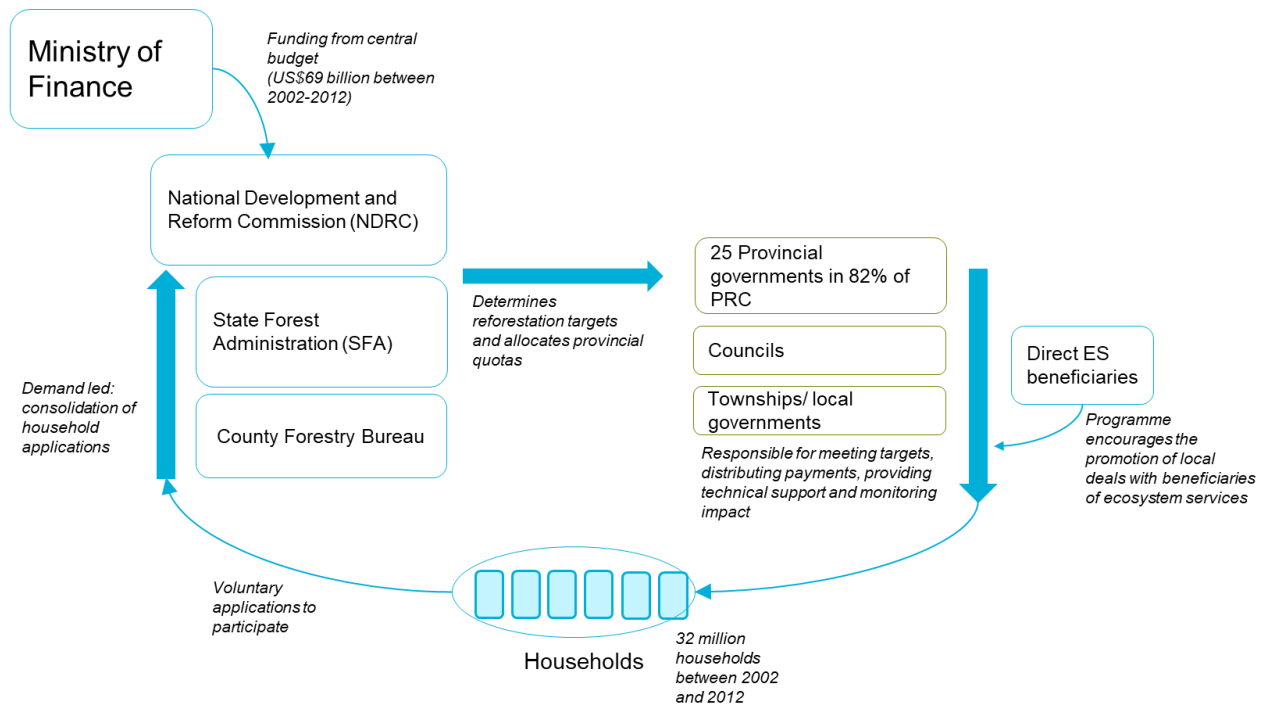 Ministry of
Finance
Funding from central
budget
(US$69 billion between
2002-2012)
National Development and
Reform Commission (NDRC)
State Forest
Administration (SFA)
County Forestry Bureau
Demand led:
consolidation of
household
applications
Determines
reforestation targets
and allocates provincial
quotas
25 Provincial
governments in 82% of
PRC
Councils
Townships/ local
governments
Responsible for meeting targets,
distributing payments, providing
technical support and monitoring
impact
Direct ES
beneficiaries
Programme
encourages the
promotion of local
deals with beneficiaries
of ecosystem services
Voluntary
applications to
participate
Households
32 million
households
between 2002
and 2012